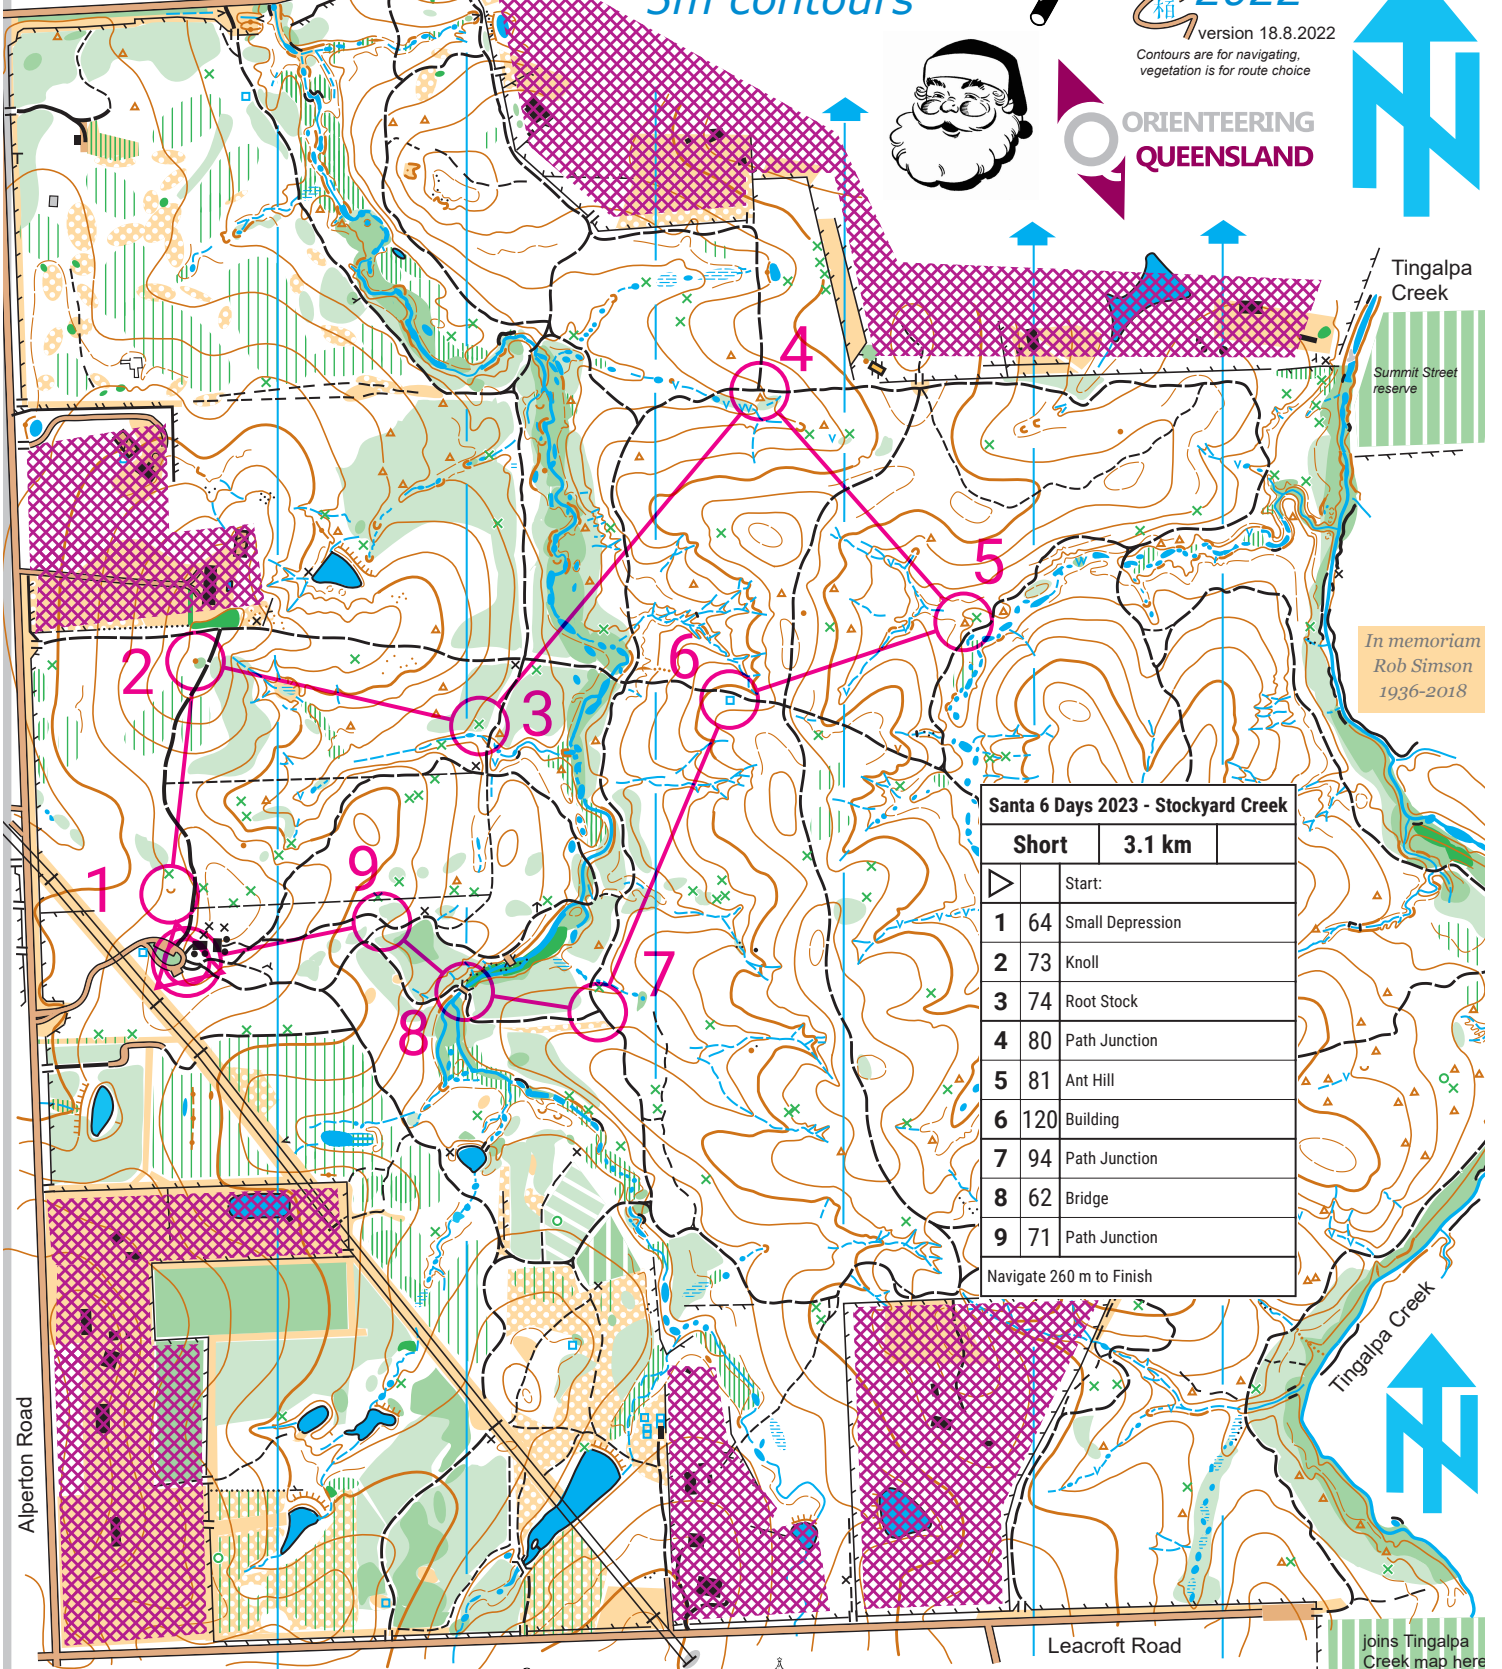 5m contours
2022
version 18.8.2022
Contours are for navigating,
vegetation is for route choice
ORIENTEERING
QUEENSLAND
Tingalpa
Creek
Summit Street
reserve
In memoriam
Rob Simson
1936-2018
4
5
6
2
3
1
9
7
8
Santa 6 Days 2023 - Stockyard Creek
Short 3.1 km
Start:
1 64 Small Depression
2 73 Knoll
3 74 Root Stock
4 80 Path Junction
5 81 Ant Hill
6 120 Building
7 94 Path Junction
8 62 Bridge
9 71 Path Junction
Navigate 260 m to Finish
Tingalpa Creek
Alperton Road
Leacroft Road
joins Tingalpa
Creek map here